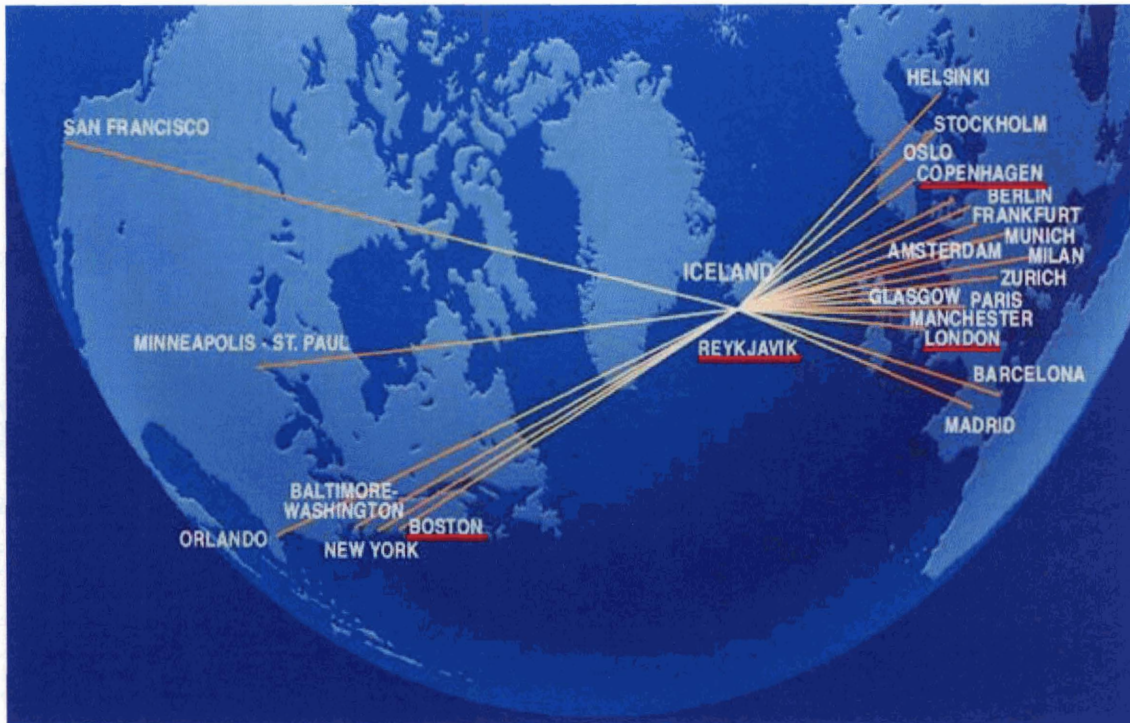 HELSINKI
SAN FRANCISCO
STOCKHOLM
OSLO
COPENHAGEN
BERLIN
FRANKFURT
MUNICH
AMSTERDAM
MILAN
ICELAND
ZURICH
GLASGOW
PARIS
MANCHESTER
LONDON
MINNEAPOLIS - ST. PAUL
REYKJAVIK
BARCELONA
MADRID
BALTIMORE-
WASHINGTON
BOSTON
ORLANDO
NEW YORK